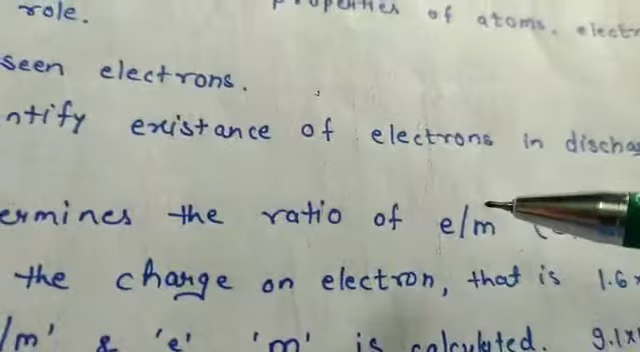 role. properties of atoms, electr
seen electrons.
ntify existance of electrons in discha
ermines the ratio of e/m
the charge on electron, that is 1.6×
/m' & 'e' 'm' is calculated. 9.1×1